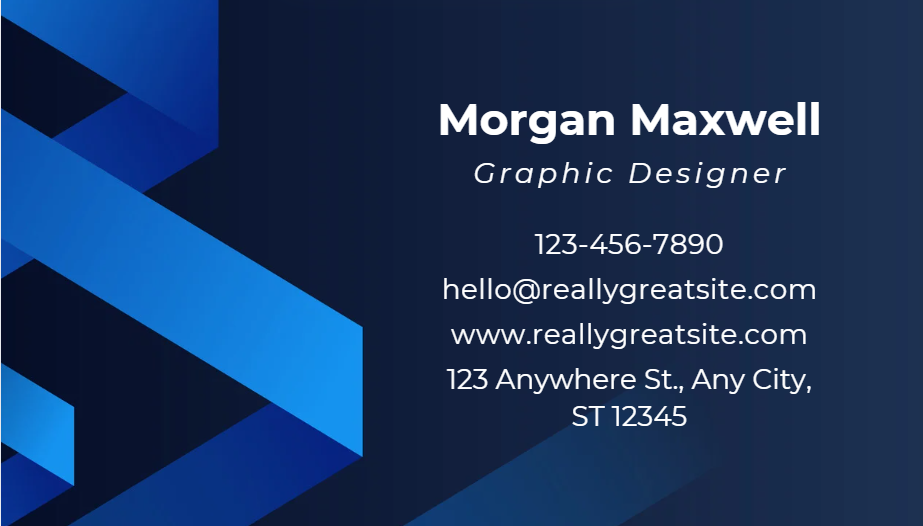 Morgan Maxwell
Graphic Designer
123-456-7890
hello@reallygreatsite.com
www.reallygreatsite.com
123 Anywhere St., Any City,
ST 12345